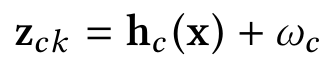 𝐳_{ck} = 𝐡_c(𝐱) + ω_c